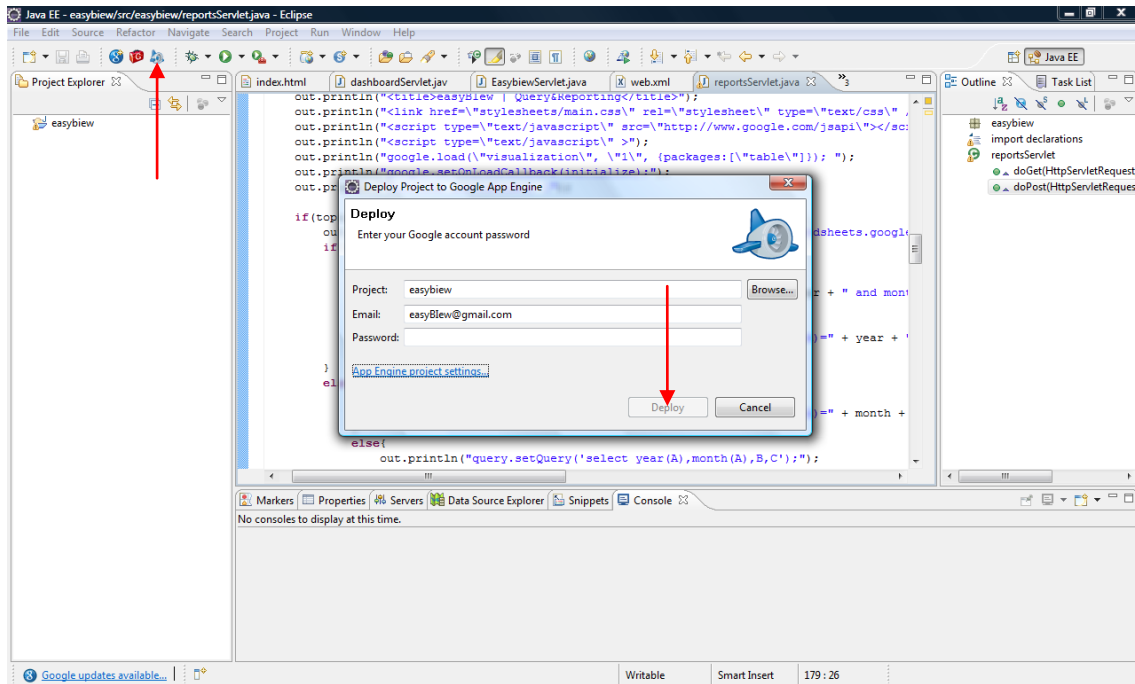 Java EE - easybiew/src/easybiew/reportsServlet.java - Eclipse
File Edit Source Refactor Navigate Search Project Run Window Help
Java EE
Project Explorer
index.html dashboardServlet.jav EasybiewServlet.java web.xml reportsServlet.java 3
Outline Task List
easybiew
out.println("<title>easyBIew | Query&Reporting</title>");
out.println("<link href=\"stylesheets/main.css\" rel=\"stylesheet\" type=\"text/css\" /
out.println("<script type=\"text/javascript\" src=\"http://www.google.com/jsapi\"></sc
out.println("<script type=\"text/javascript\" >");
out.println("google.load(\"visualization\", \"1\", {packages:[\"table\"]}); ");
out.println("google.setOnLoadCallback(initialize);");
out.pr
if(top
ou
dsheets.google
if
r + " and mont
)=" + year + "
}
el
)=" + month +
else{
out.println("query.setQuery('select year(A),month(A),B,C');");
easybiew
import declarations
reportsServlet
doGet(HttpServletRequest
doPost(HttpServletReques
Deploy Project to Google App Engine
Deploy
Enter your Google account password
Project: easybiew Browse...
Email: easyBIew@gmail.com
Password:
App Engine project settings...
Deploy Cancel
Markers Properties Servers Data Source Explorer Snippets Console
No consoles to display at this time.
Google updates available...
Writable Smart Insert 179 : 26